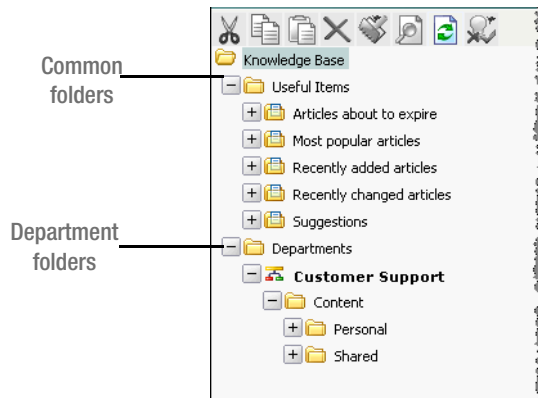 Knowledge Base
Common
folders
Useful Items
Articles about to expire
Most popular articles
Recently added articles
Recently changed articles
Suggestions
Department
folders
Departments
Customer Support
Content
Personal
Shared